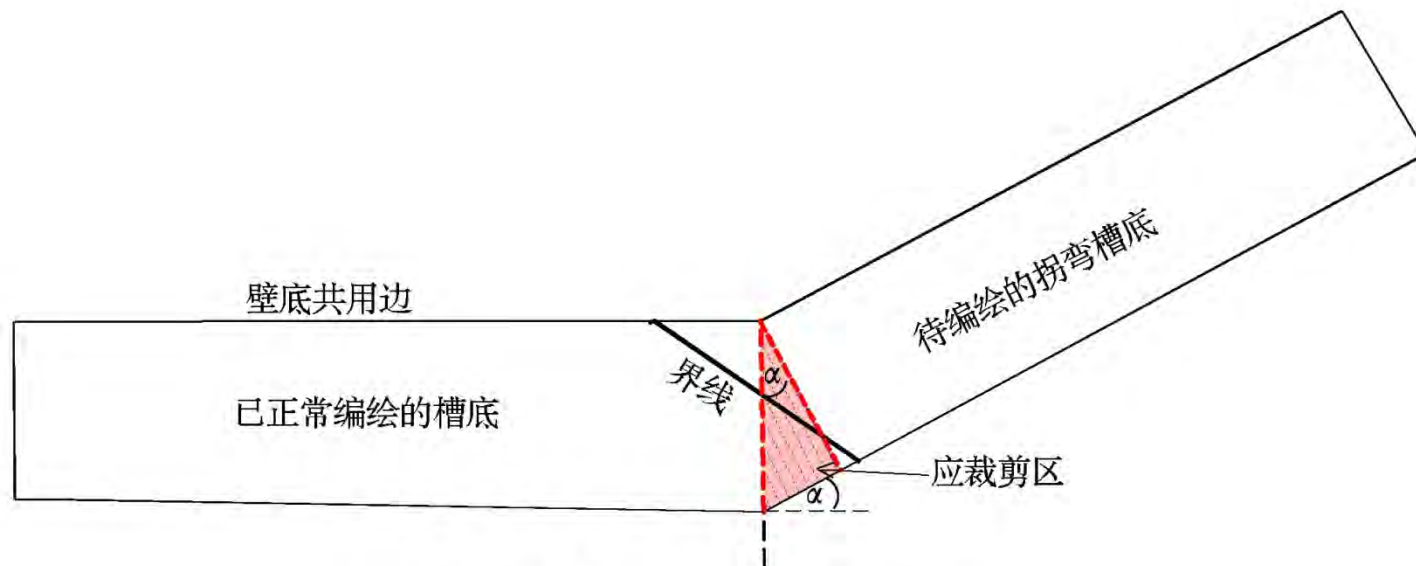 壁底共用边
待编绘的拐弯槽底
界线
α
已正常编绘的槽底
应裁剪区
α